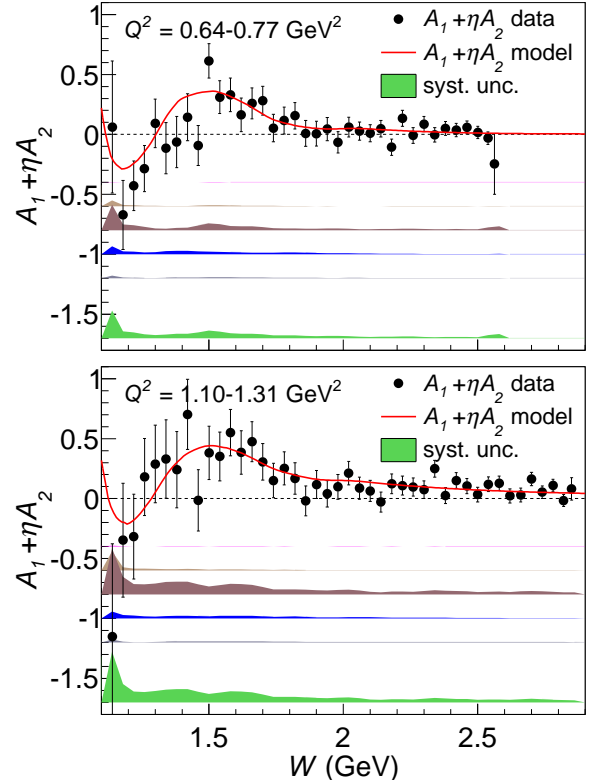 Q² = 0.64-0.77 GeV²
A₁+ηA₂ data
A₁+ηA₂ model
syst. unc.
A₁+ηA₂
0.5
0
-0.5
-1
-1.5
Q² = 1.10-1.31 GeV²
A₁+ηA₂ data
A₁+ηA₂ model
syst. unc.
A₁+ηA₂
1
0.5
0
-0.5
-1
-1.5
1.5
2
2.5
W (GeV)